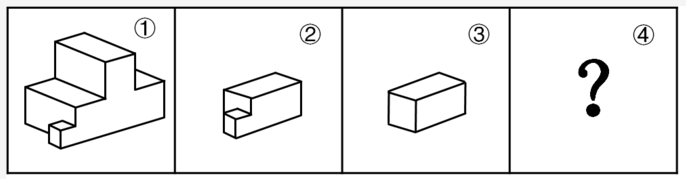 ① ② ③ ④
?